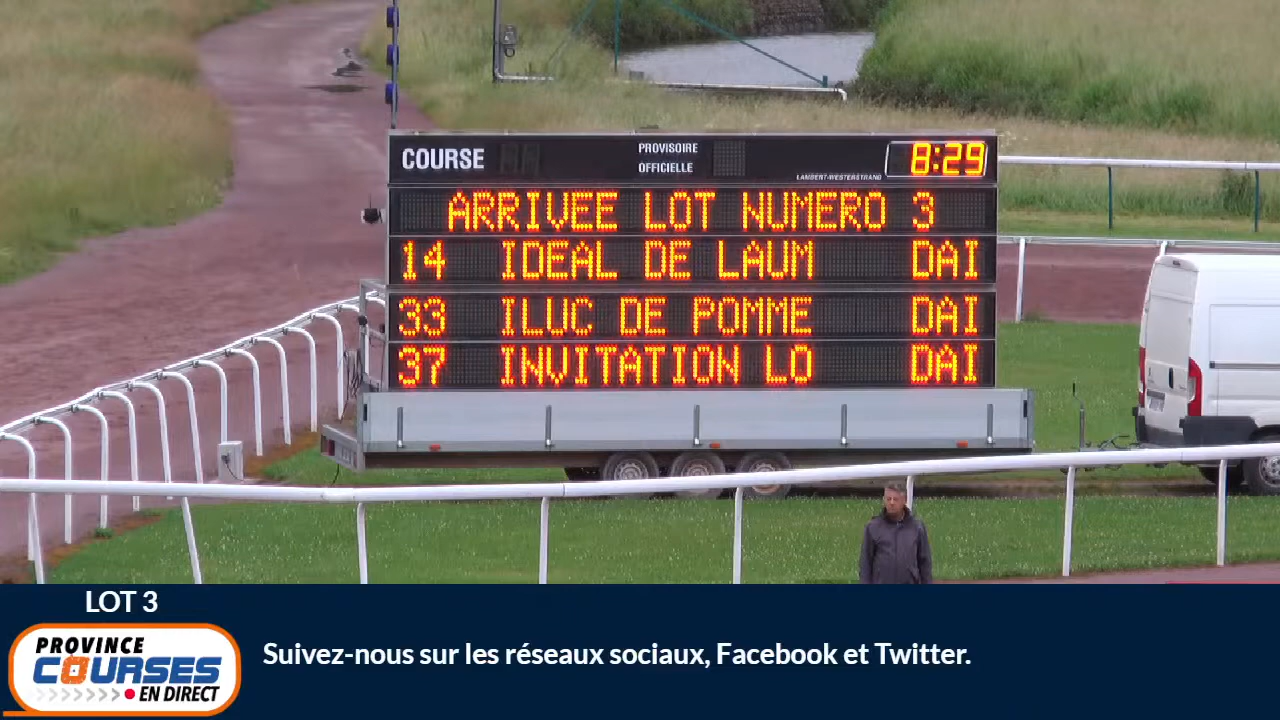 COURSE
PROVISOIRE
OFFICIELLE
LAMBERT-WESTERSTRAND
8:29
ARRIVEE LOT NUMERO 3
14 IDEAL DE LAUM DAI
33 ILUC DE POMME DAI
37 INVITATION LO DAI
LOT 3
PROVINCE
COURSES
EN DIRECT
Suivez-nous sur les réseaux sociaux, Facebook et Twitter.